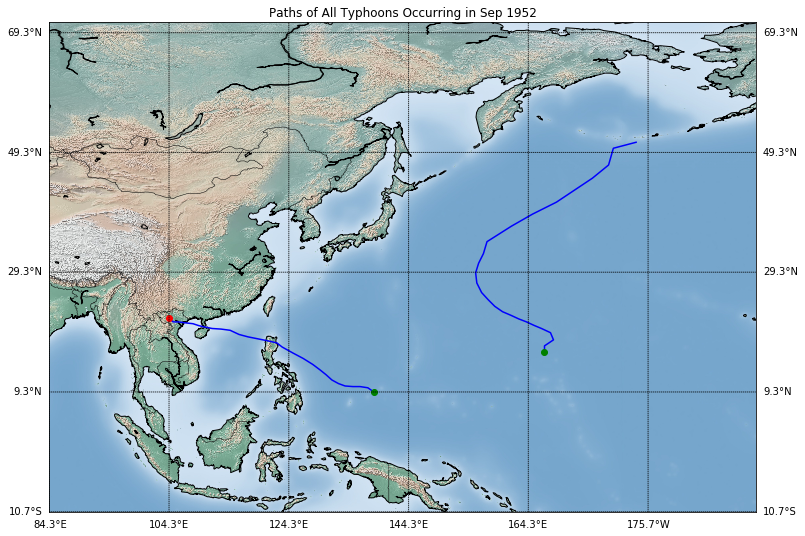 Paths of All Typhoons Occurring in Sep 1952
69.3°N 69.3°N
49.3°N 49.3°N
29.3°N 29.3°N
9.3°N 9.3°N
10.7°S 10.7°S
84.3°E 104.3°E 124.3°E 144.3°E 164.3°E 175.7°W